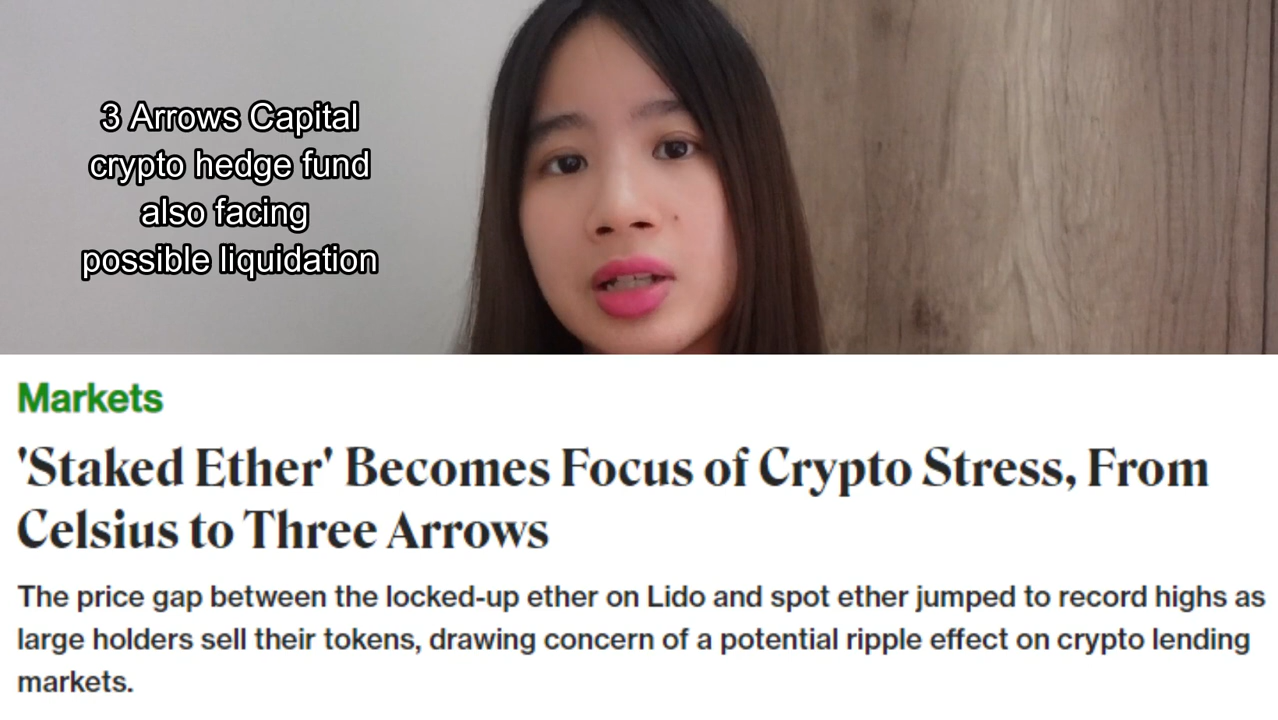 3 Arrows Capital
crypto hedge fund
also facing
possible liquidation
Markets
'Staked Ether' Becomes Focus of Crypto Stress, From
Celsius to Three Arrows
The price gap between the locked-up ether on Lido and spot ether jumped to record highs as
large holders sell their tokens, drawing concern of a potential ripple effect on crypto lending
markets.